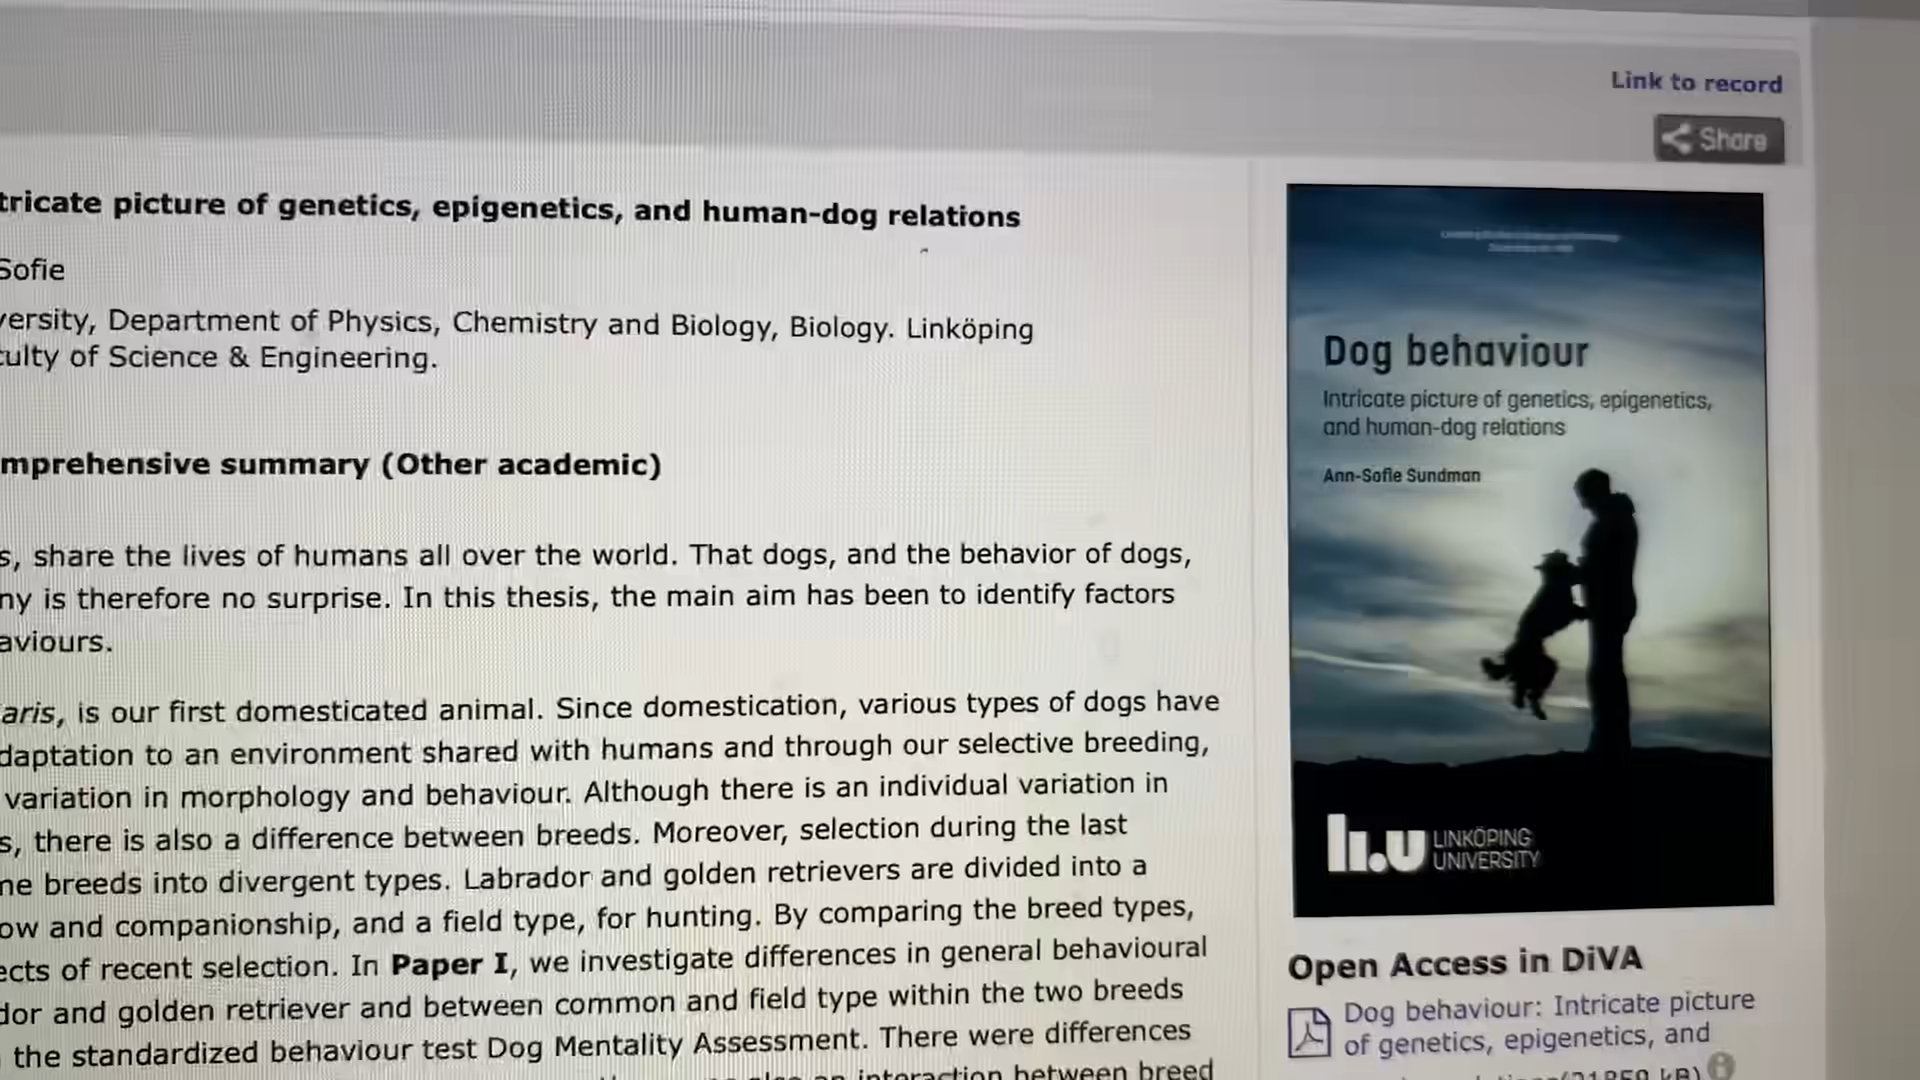 Link to record
Share
tricate picture of genetics, epigenetics, and human-dog relations
Sofie
versity, Department of Physics, Chemistry and Biology, Biology. Linköping
culty of Science & Engineering.
mprehensive summary (Other academic)
s, share the lives of humans all over the world. That dogs, and the behavior of dogs,
ny is therefore no surprise. In this thesis, the main aim has been to identify factors
aviours.
aris, is our first domesticated animal. Since domestication, various types of dogs have
daptation to an environment shared with humans and through our selective breeding,
variation in morphology and behaviour. Although there is an individual variation in
s, there is also a difference between breeds. Moreover, selection during the last
ne breeds into divergent types. Labrador and golden retrievers are divided into a
ow and companionship, and a field type, for hunting. By comparing the breed types,
ects of recent selection. In Paper I, we investigate differences in general behavioural
dor and golden retriever and between common and field type within the two breeds
the standardized behaviour test Dog Mentality Assessment. There were differences
also an interaction between breed
Dog behaviour
Intricate picture of genetics, epigenetics,
and human-dog relations
Ann-Sofie Sundman
li.u LINKÖPING
UNIVERSITY
Open Access in DiVA
Dog behaviour: Intricate picture
of genetics, epigenetics, and